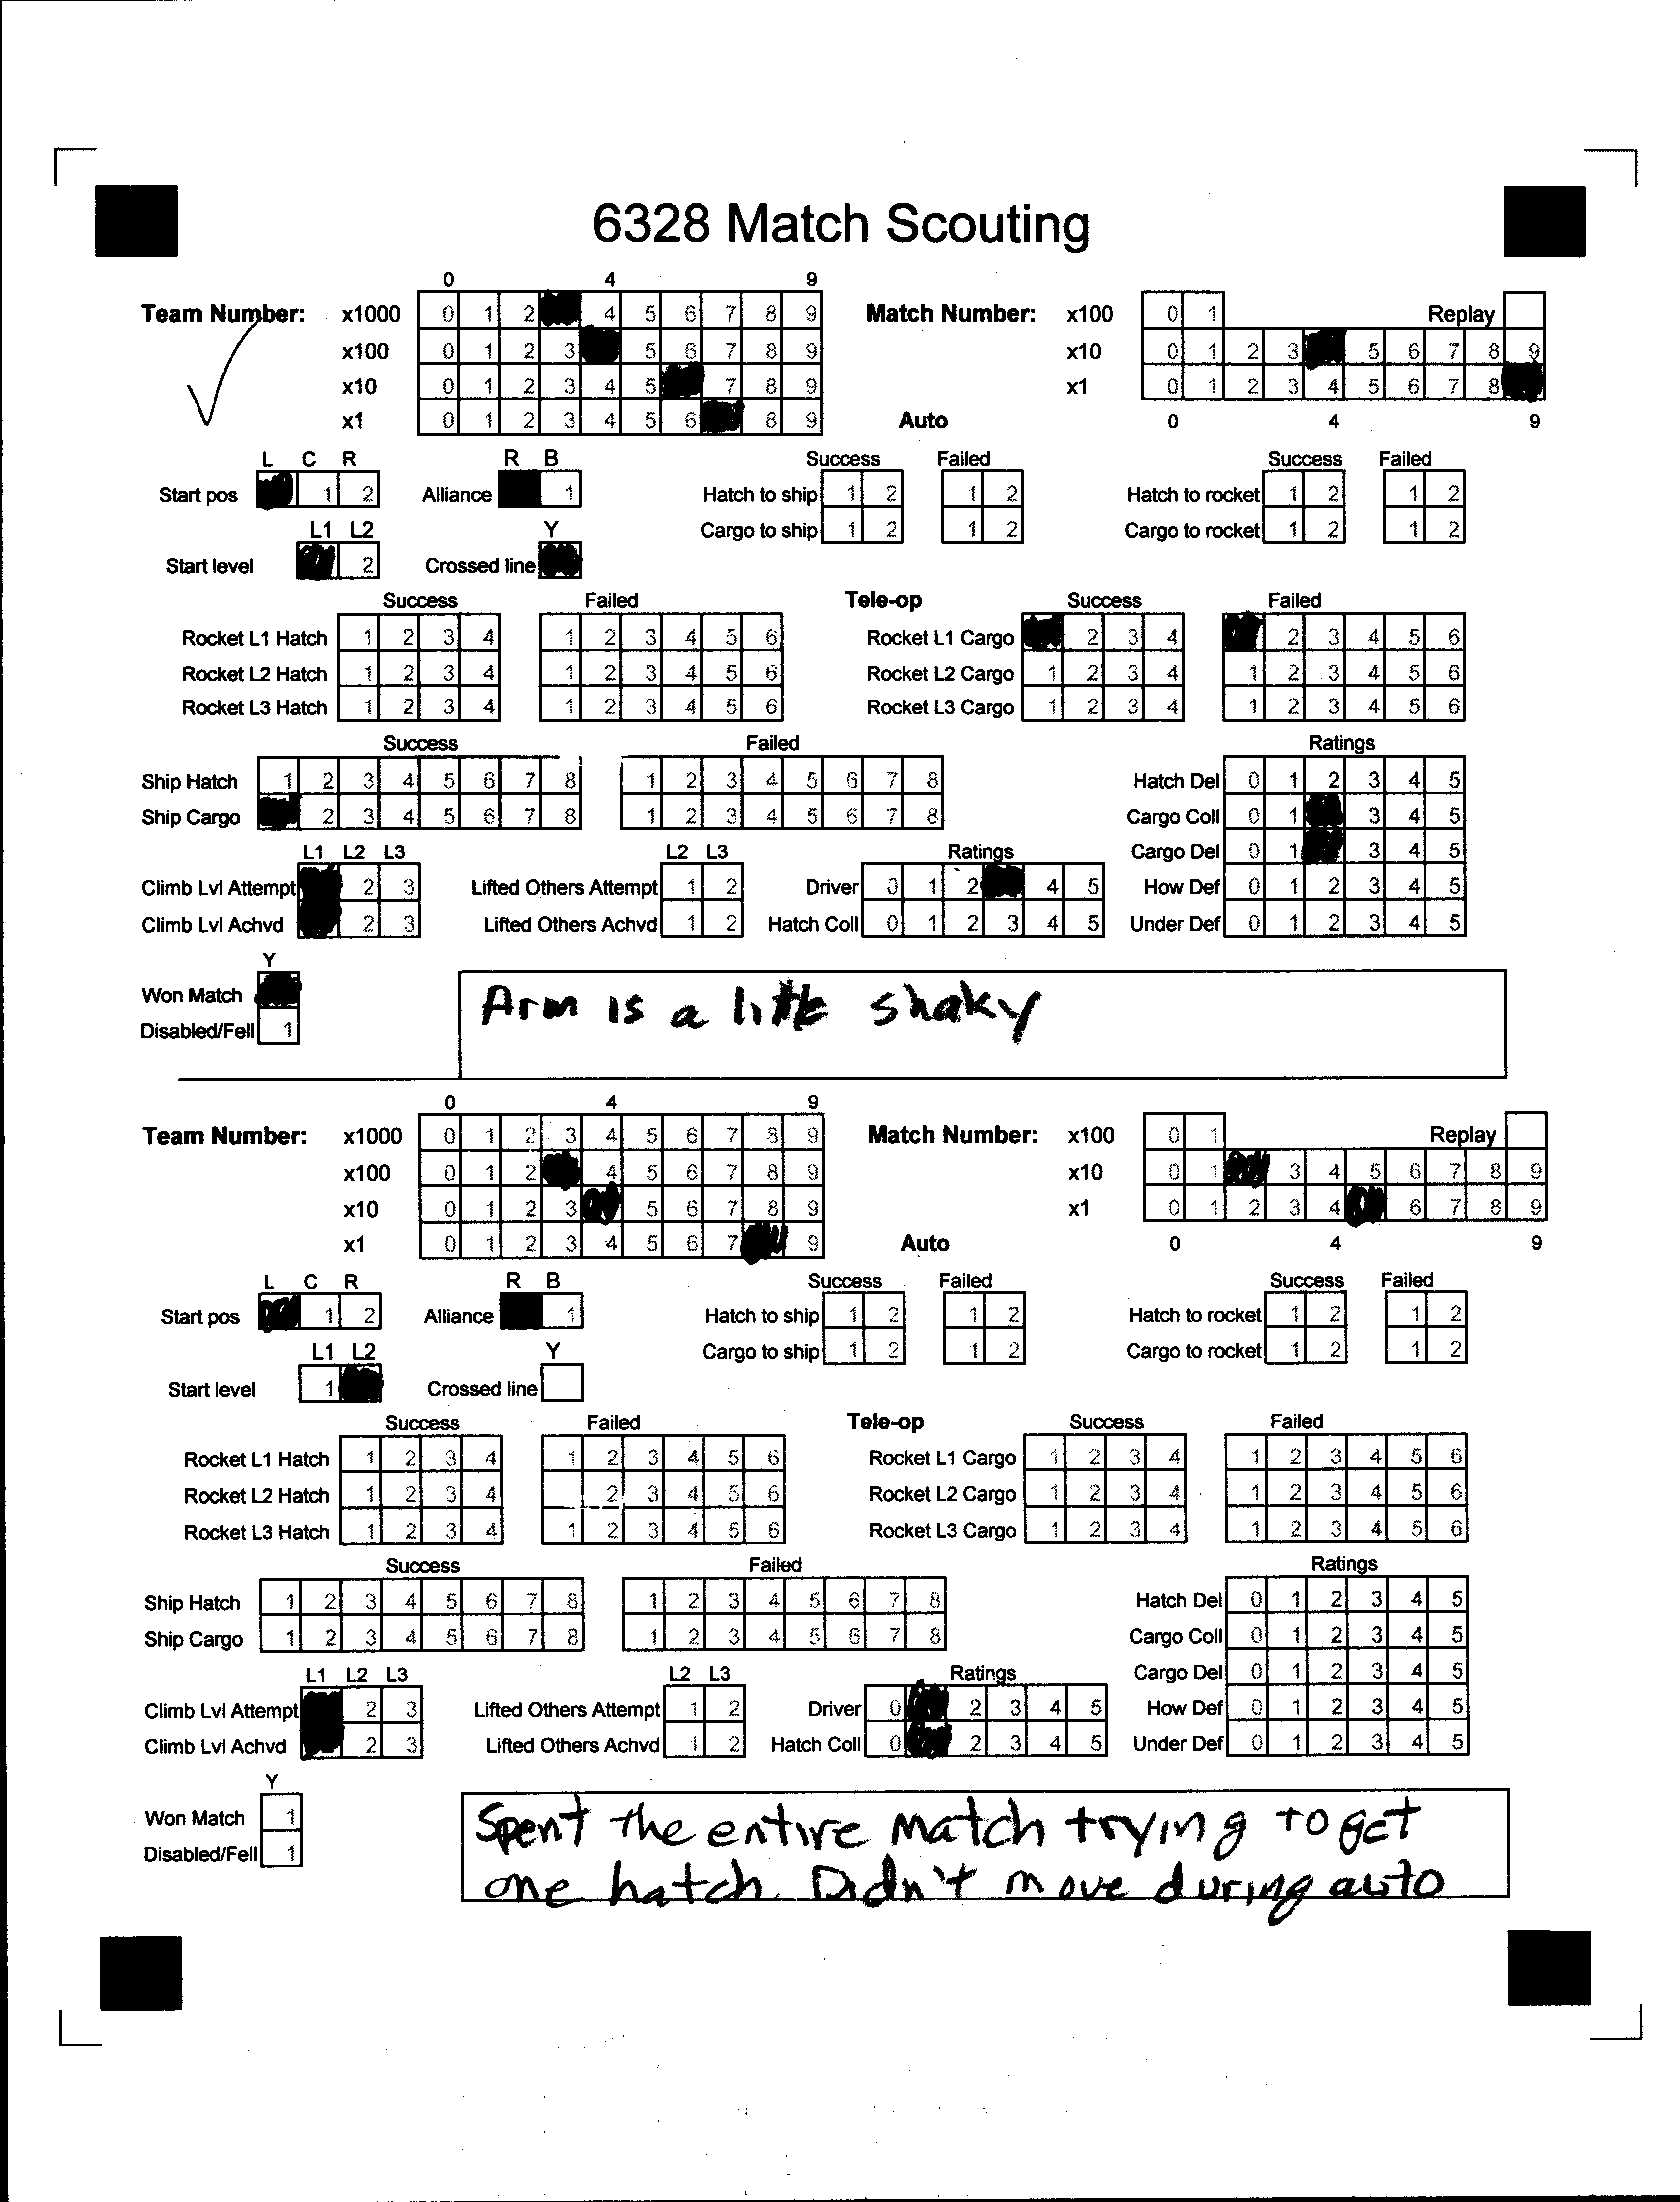 6328 Match Scouting
0 4 9
Team Number: x1000 0 1 2 4 5 6 7 8 9 Match Number: x100 0 1 Replay
x100 0 1 2 3 5 6 7 8 9 x10 0 1 2 3 5 6 7 8 9
x10 0 1 2 3 4 5 7 8 9 x1 0 1 2 3 4 5 6 7 8
x1 0 1 2 3 4 5 6 8 9 Auto 0 4 9
L C R R B Success Failed Success Failed
Start pos 1 2 Alliance 1 Hatch to ship 1 2 1 2 Hatch to rocket 1 2 1 2
L1 L2 Y Cargo to ship 1 2 1 2 Cargo to rocket 1 2 1 2
Start level 2 Crossed line
Success Failed Tele-op Success Failed
Rocket L1 Hatch 1 2 3 4 1 2 3 4 5 6 Rocket L1 Cargo 2 3 4 2 3 4 5 6
Rocket L2 Hatch 1 2 3 4 1 2 3 4 5 6 Rocket L2 Cargo 1 2 3 4 1 2 3 4 5 6
Rocket L3 Hatch 1 2 3 4 1 2 3 4 5 6 Rocket L3 Cargo 1 2 3 4 1 2 3 4 5 6
Success Failed Ratings
Ship Hatch 1 2 3 4 5 6 7 8 1 2 3 4 5 6 7 8 Hatch Del 0 1 2 3 4 5
Ship Cargo 2 3 4 5 6 7 8 1 2 3 4 5 6 7 8 Cargo Coll 0 1 3 4 5
L1 L2 L3 L2 L3 Ratings Cargo Del 0 1 3 4 5
Climb Lvl Attempt 2 3 Lifted Others Attempt 1 2 Driver 0 1 2 4 5 How Def 0 1 2 3 4 5
Climb Lvl Achvd 2 3 Lifted Others Achvd 1 2 Hatch Coll 0 1 2 3 4 5 Under Def 0 1 2 3 4 5
Y
Won Match
Disabled/Fell 1
Arm is a little shaky
0 4 9
Team Number: x1000 0 1 2 3 4 5 6 7 8 9 Match Number: x100 0 1 Replay
x100 0 1 2 4 5 6 7 8 9 x10 0 1 3 4 5 6 7 8 9
x10 0 1 2 3 5 6 7 8 9 x1 0 1 2 3 4 6 7 8 9
x1 0 1 2 3 4 5 6 7 9 Auto 0 4 9
L C R R B Success Failed Success Failed
Start pos 1 2 Alliance 1 Hatch to ship 1 2 1 2 Hatch to rocket 1 2 1 2
L1 L2 Y Cargo to ship 1 2 1 2 Cargo to rocket 1 2 1 2
Start level 1 Crossed line
Success Failed Tele-op Success Failed
Rocket L1 Hatch 1 2 3 4 1 2 3 4 5 6 Rocket L1 Cargo 1 2 3 4 1 2 3 4 5 6
Rocket L2 Hatch 1 2 3 4 2 3 4 5 6 Rocket L2 Cargo 1 2 3 4 1 2 3 4 5 6
Rocket L3 Hatch 1 2 3 4 1 2 3 4 5 6 Rocket L3 Cargo 1 2 3 4 1 2 3 4 5 6
Success Failed Ratings
Ship Hatch 1 2 3 4 5 6 7 8 1 2 3 4 5 6 7 8 Hatch Del 0 1 2 3 4 5
Ship Cargo 1 2 3 4 5 6 7 8 1 2 3 4 5 6 7 8 Cargo Coll 0 1 2 3 4 5
L1 L2 L3 L2 L3 Ratings Cargo Del 0 1 2 3 4 5
Climb Lvl Attempt 2 3 Lifted Others Attempt 1 2 Driver 0 2 3 4 5 How Def 0 1 2 3 4 5
Climb Lvl Achvd 2 3 Lifted Others Achvd 1 2 Hatch Coll 0 2 3 4 5 Under Def 0 1 2 3 4 5
Y
Won Match 1
Disabled/Fell 1
Spent the entire match trying to get
one hatch. Didn't move during auto